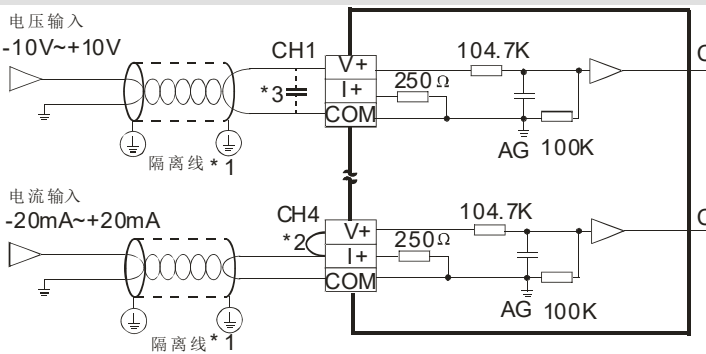 电压输入
-10V~+10V
CH1
*3
V+
I+
COM
250Ω
104.7K
AG
100K
C
隔离线*1
电流输入
-20mA~+20mA
CH4
*2
V+
I+
COM
250Ω
104.7K
AG
100K
C
隔离线*1